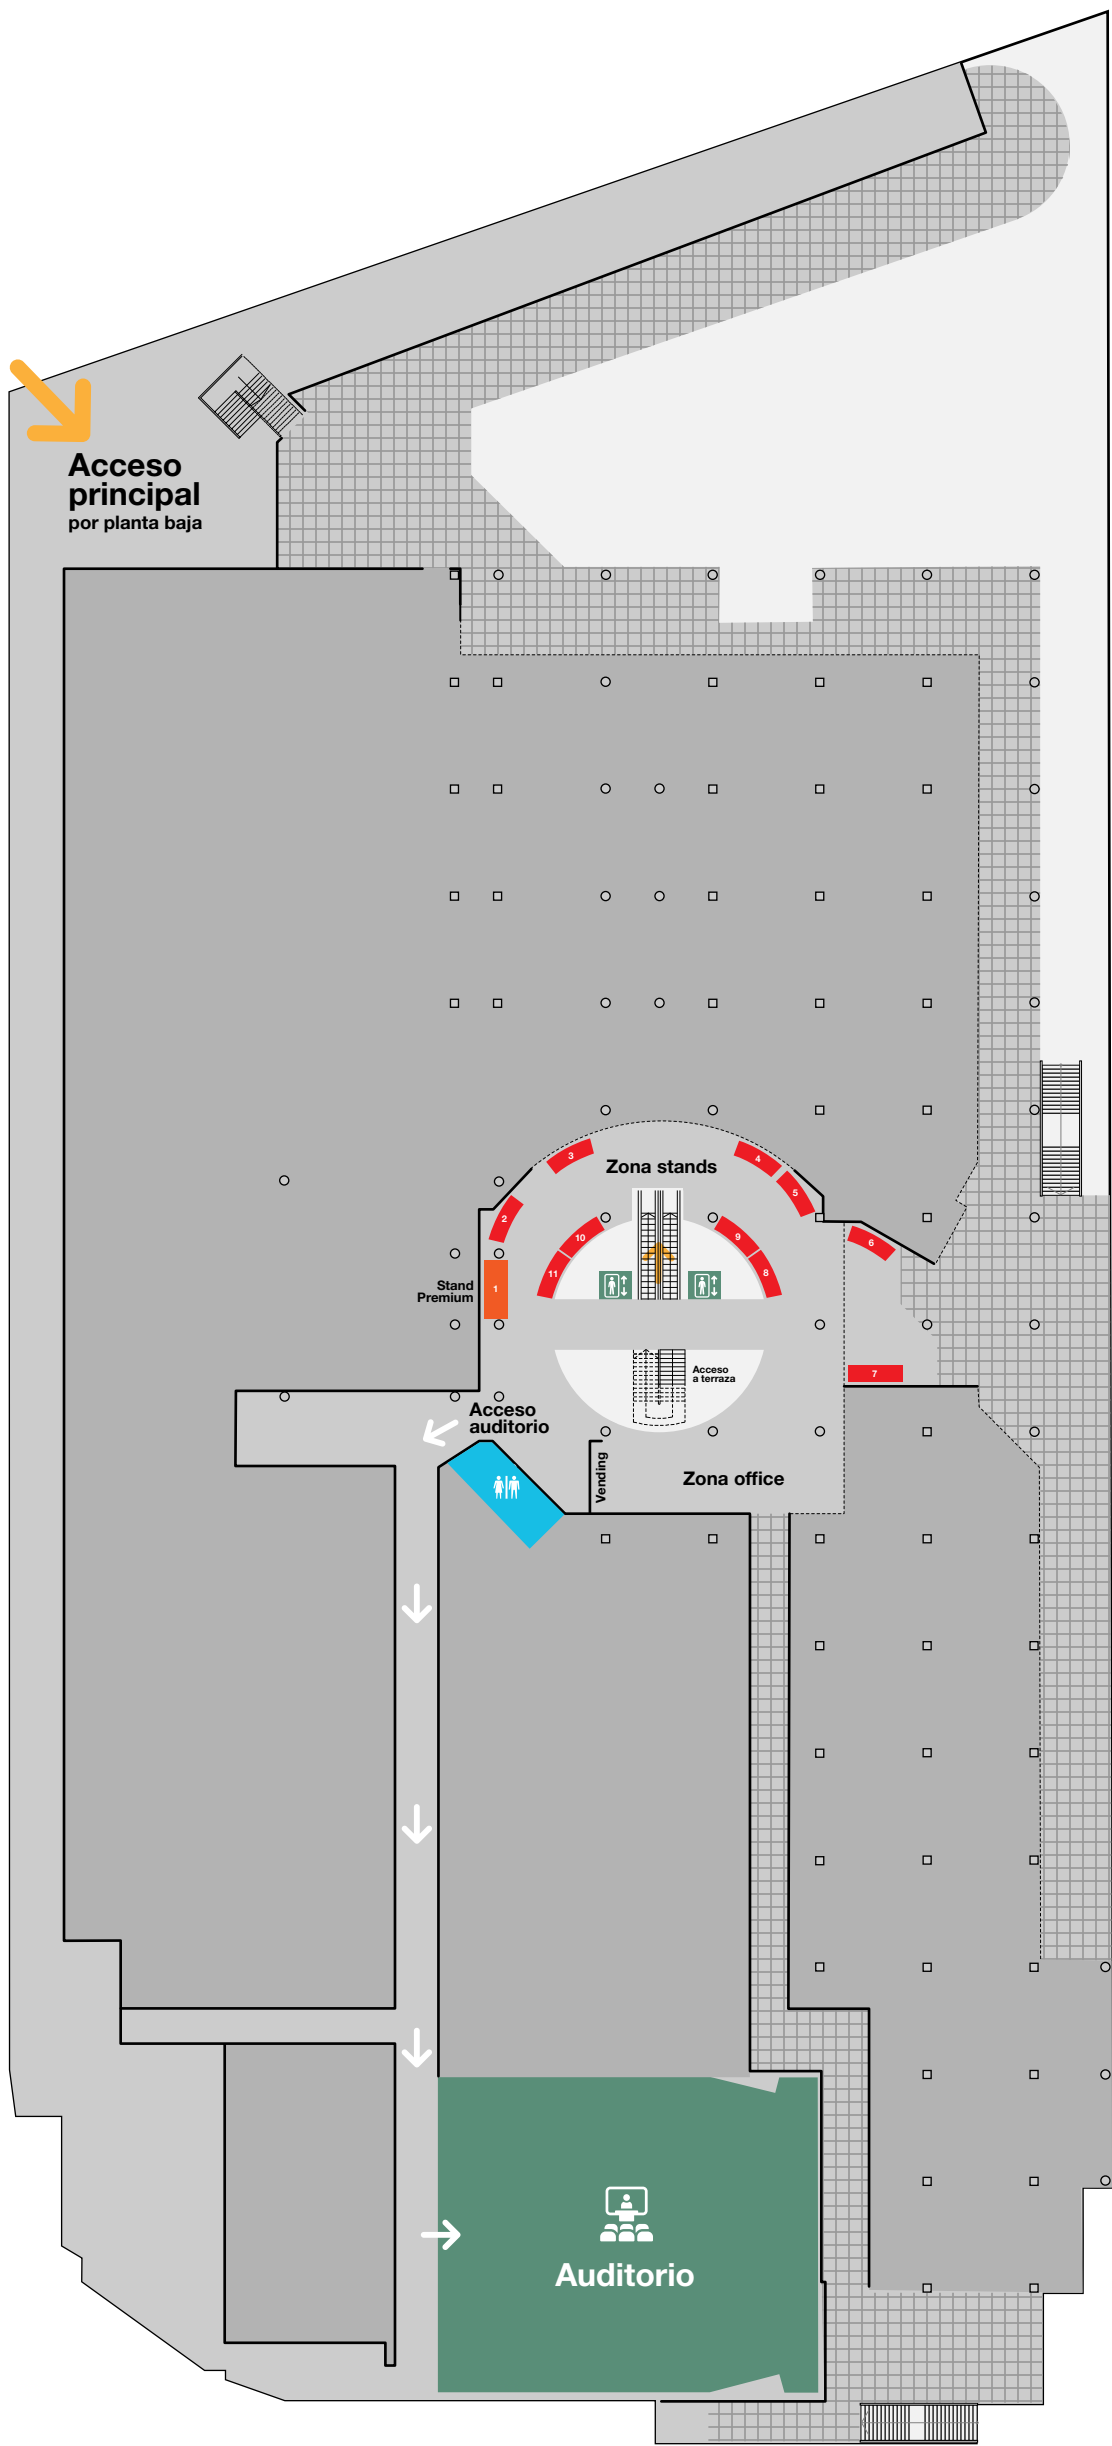 Acceso
principal
por planta baja
3
Zona stands
4
5
2
10
9
6
11
8
Stand
Premium
1
Acceso
a terraza
7
Acceso
auditorio
Vending
Zona office
Auditorio